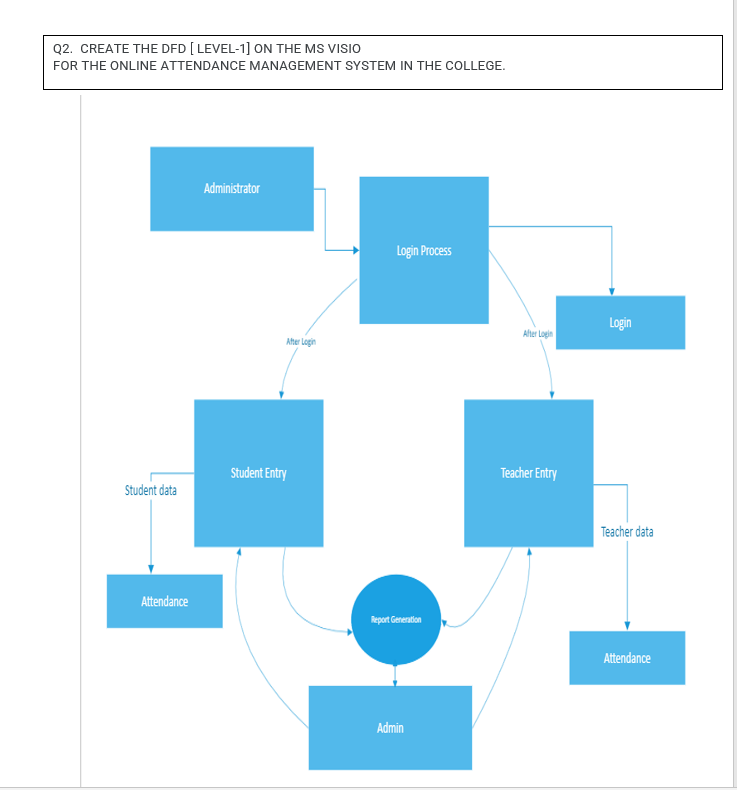 Q2. CREATE THE DFD [ LEVEL-1] ON THE MS VISIO
FOR THE ONLINE ATTENDANCE MANAGEMENT SYSTEM IN THE COLLEGE.
Administrator
Login Process
Login
After Login
After Login
Student Entry
Teacher Entry
Student data
Teacher data
Attendance
Report Generation
Attendance
Admin